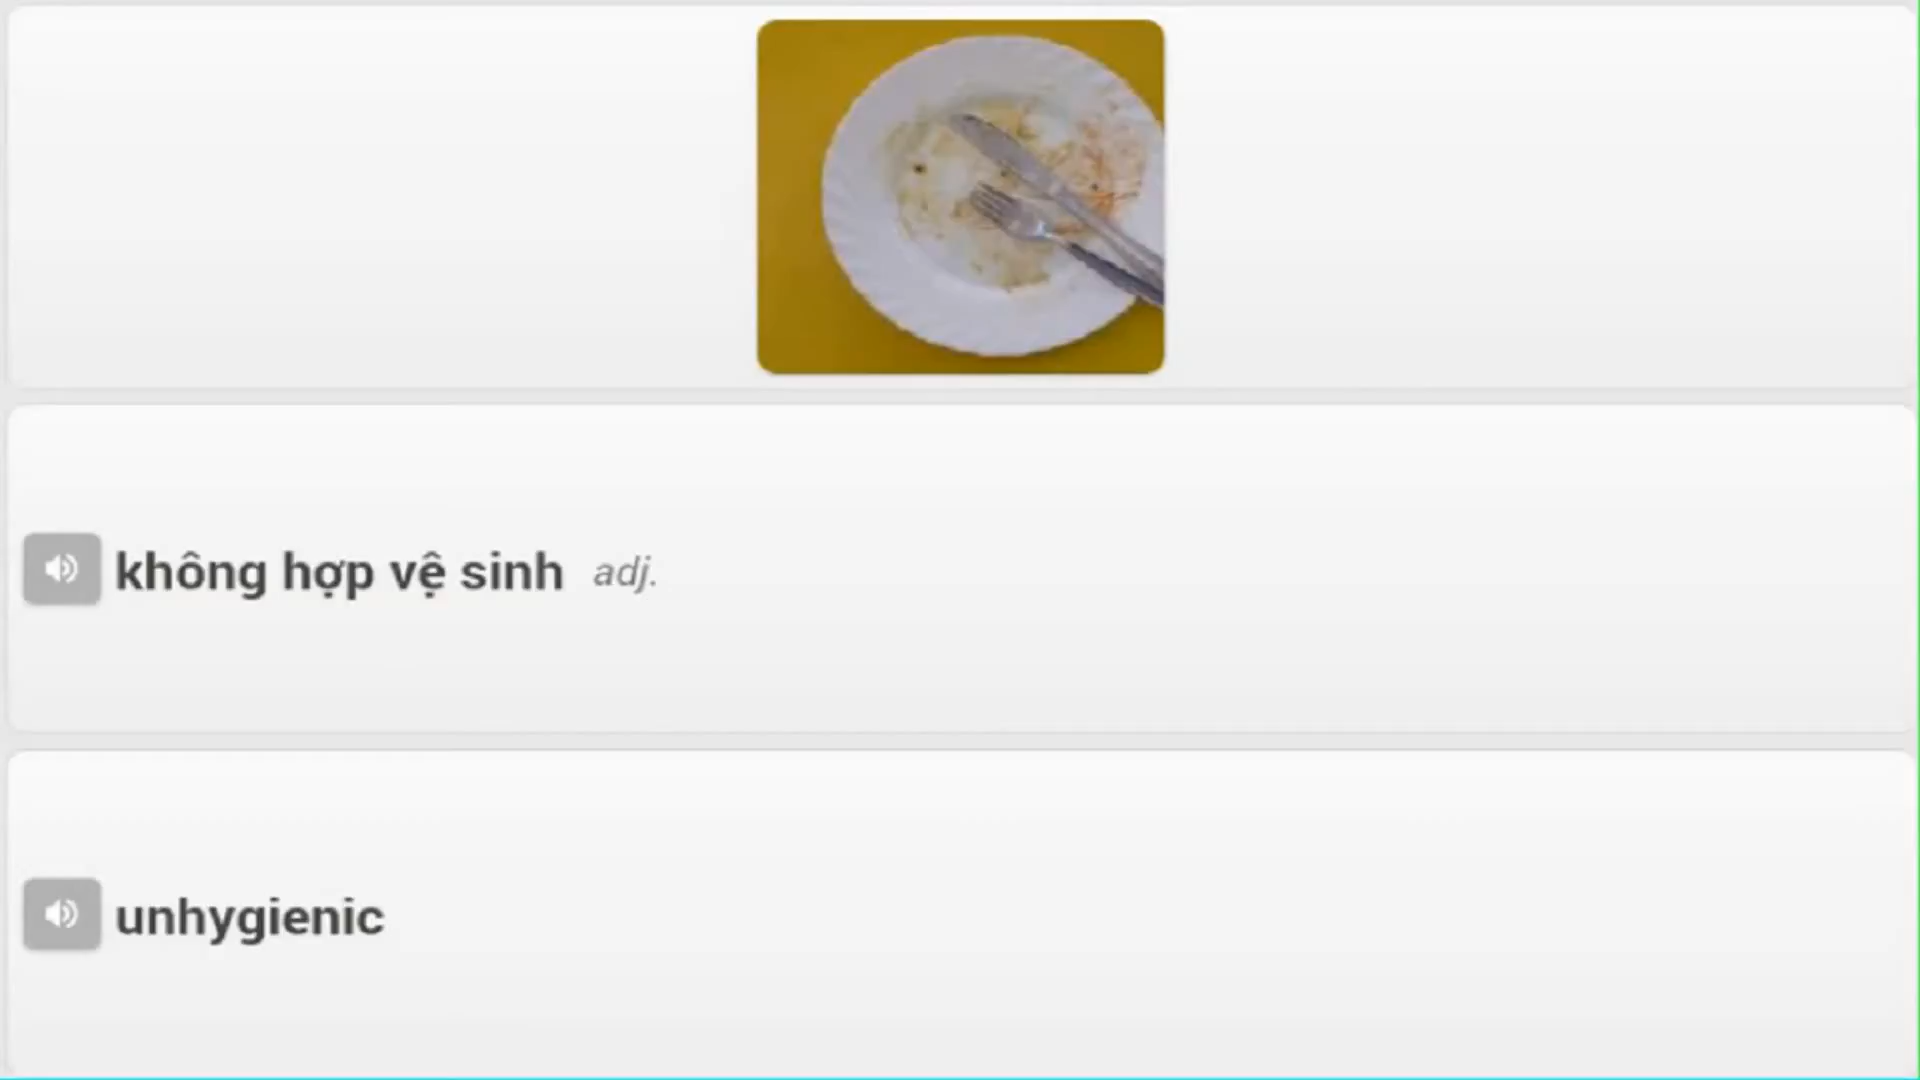 không hợp vệ sinh adj.
unhygienic